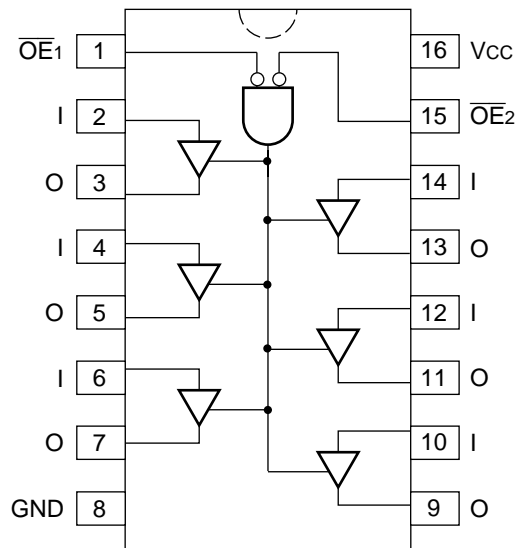 OE1 1 16 VCC
I 2 15 OE2
O 3 14 I
I 4 13 O
O 5 12 I
I 6 11 O
O 7 10 I
GND 8 9 O